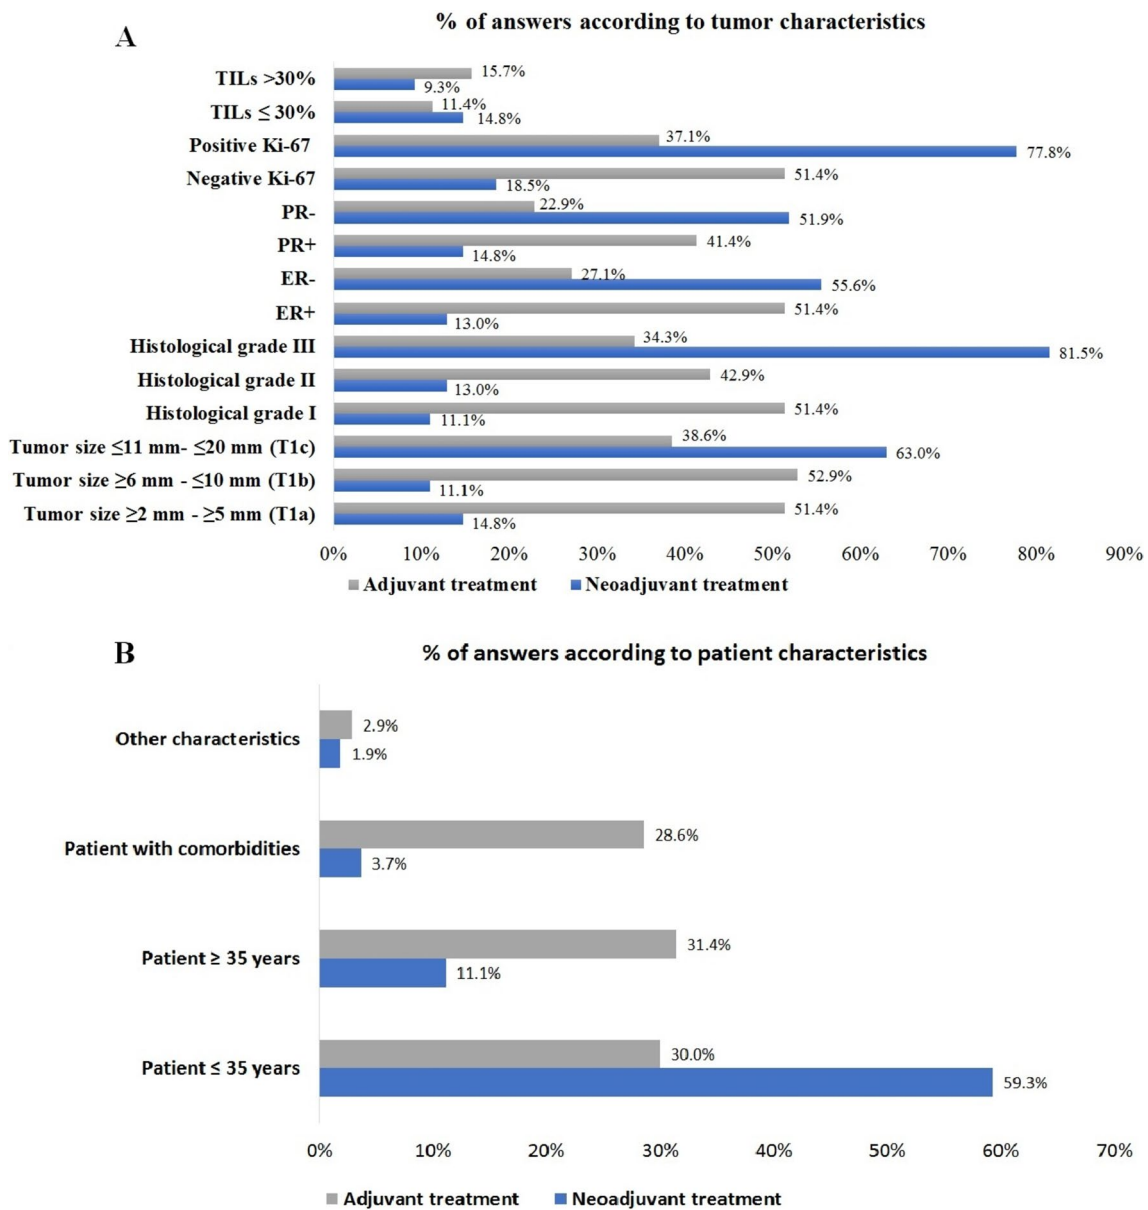 A
% of answers according to tumor characteristics
TILs >30%
15.7%
9.3%
TILs ≤ 30%
11.4%
14.8%
Positive Ki-67
37.1%
77.8%
Negative Ki-67
51.4%
18.5%
PR-
22.9%
51.9%
PR+
41.4%
14.8%
ER-
27.1%
55.6%
ER+
51.4%
13.0%
Histological grade III
34.3%
81.5%
Histological grade II
42.9%
13.0%
Histological grade I
51.4%
11.1%
Tumor size ≤11 mm- ≤20 mm (T1c)
38.6%
63.0%
Tumor size ≥6 mm - ≤10 mm (T1b)
52.9%
11.1%
Tumor size ≥2 mm - ≥5 mm (T1a)
51.4%
14.8%
0% 10% 20% 30% 40% 50% 60% 70% 80% 90%
Adjuvant treatment Neoadjuvant treatment
B
% of answers according to patient characteristics
Other characteristics
2.9%
1.9%
Patient with comorbidities
28.6%
3.7%
Patient ≥ 35 years
31.4%
11.1%
Patient ≤ 35 years
30.0%
59.3%
0% 10% 20% 30% 40% 50% 60% 70%
Adjuvant treatment Neoadjuvant treatment